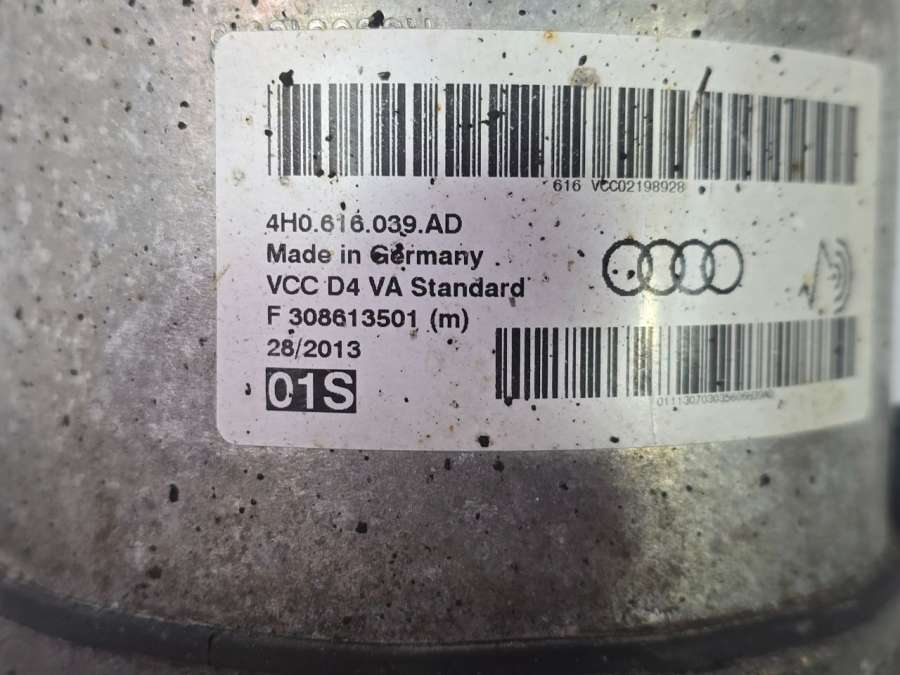 616 VCC02198928
4H0.616.039.AD
Made in Germany
VCC D4 VA Standard
F 308613501 (m)
28/2013
01S